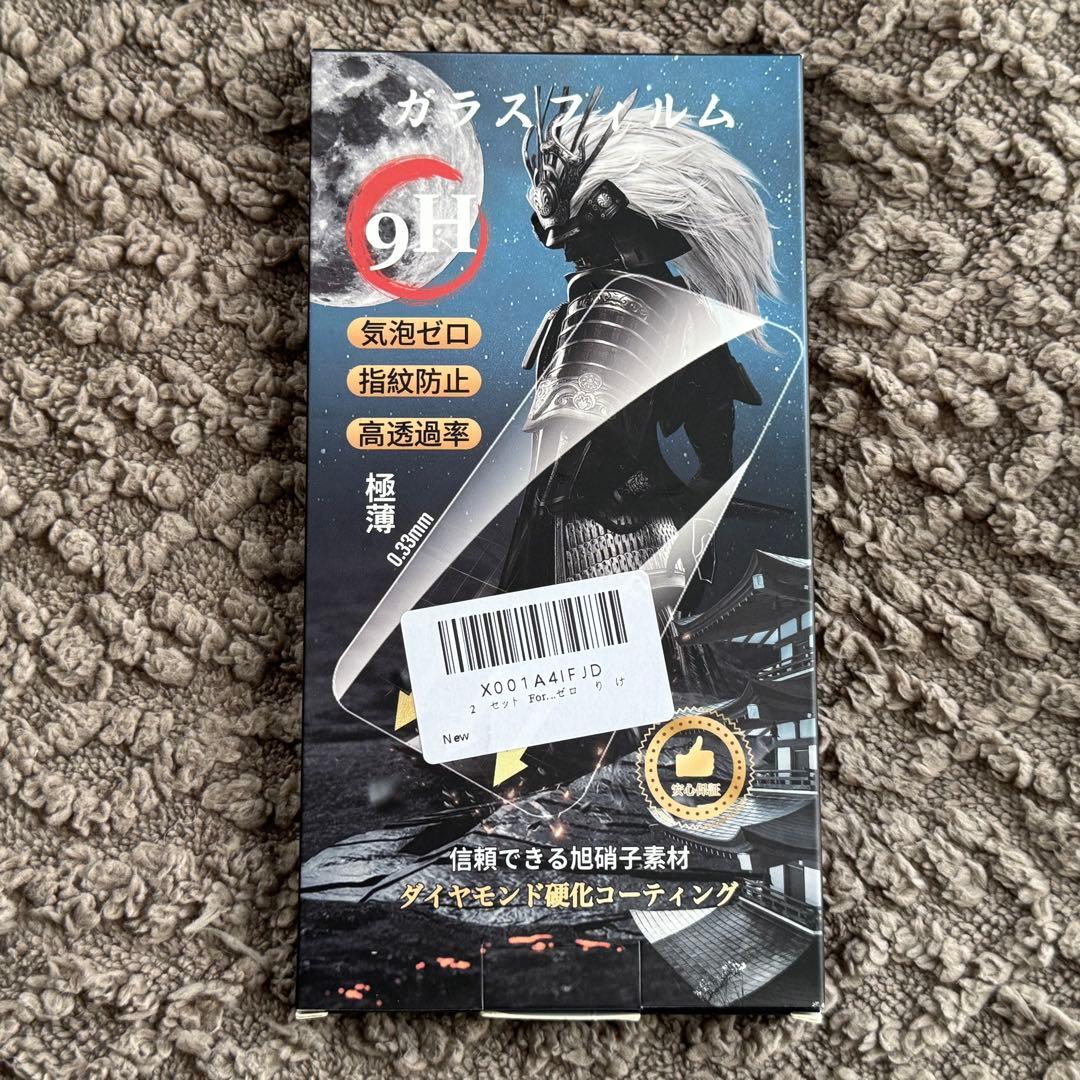 ガラスフィルム
9H
気泡ゼロ
指紋防止
高透過率
極薄
0.33mm
X001A4IFJD
2 セット For...ゼロ り け
New
安心保証
信頼できる旭硝子素材
ダイヤモンド硬化コーティング